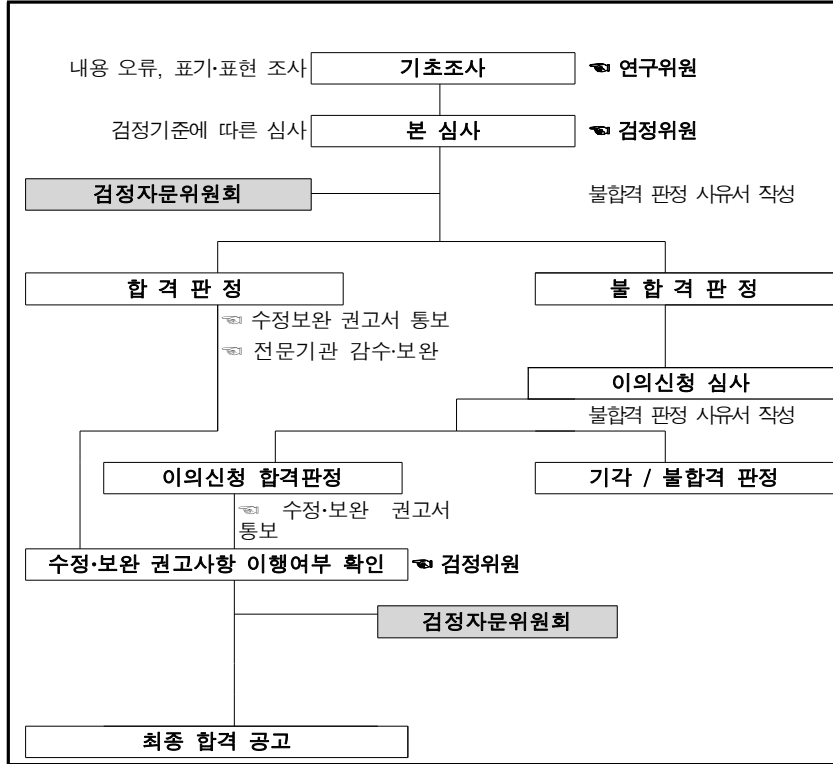 내용 오류, 표기·표현 조사 기초조사 ☜ 연구위원
검정기준에 따른 심사 본 심사 ☜ 검정위원
검정자문위원회 불합격 판정 사유서 작성
합 격 판 정 불 합 격 판 정
☜ 수정보완 권고서 통보
☜ 전문기관 감수·보완
이의신청 심사
불합격 판정 사유서 작성
이의신청 합격판정 기각 / 불합격 판정
☜ 수정·보완 권고서
통보
수정·보완 권고사항 이행여부 확인 ☜ 검정위원
검정자문위원회
최종 합격 공고